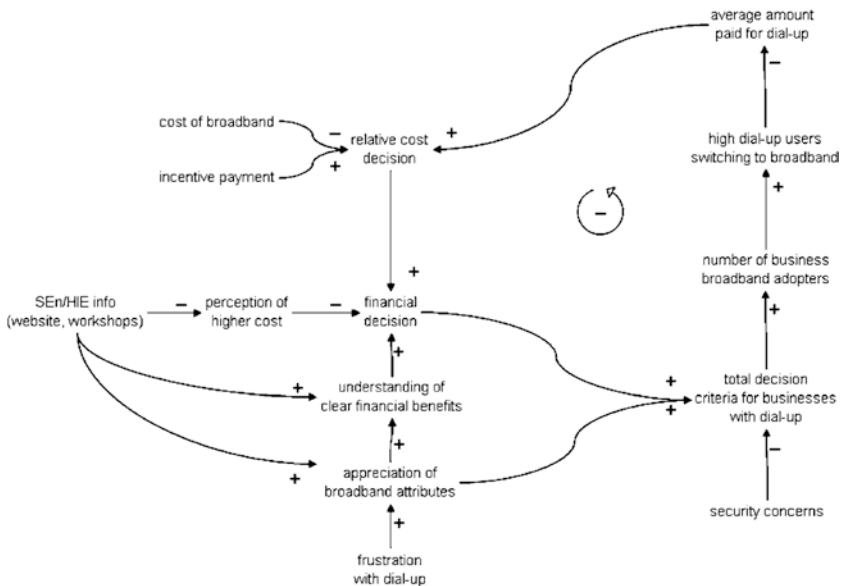 average amount
paid for dial-up
−
cost of broadband
−
+
relative cost
decision
high dial-up users
switching to broadband
incentive payment
+
+
−
number of business
broadband adopters
+
SEn/HIE info
(website, workshops)
−
perception of
higher cost
−
financial
decision
+
+
+
understanding of
clear financial benefits
+
total decision
criteria for businesses
with dial-up
+
+
+
appreciation of
broadband attributes
−
+
security concerns
frustration
with dial-up